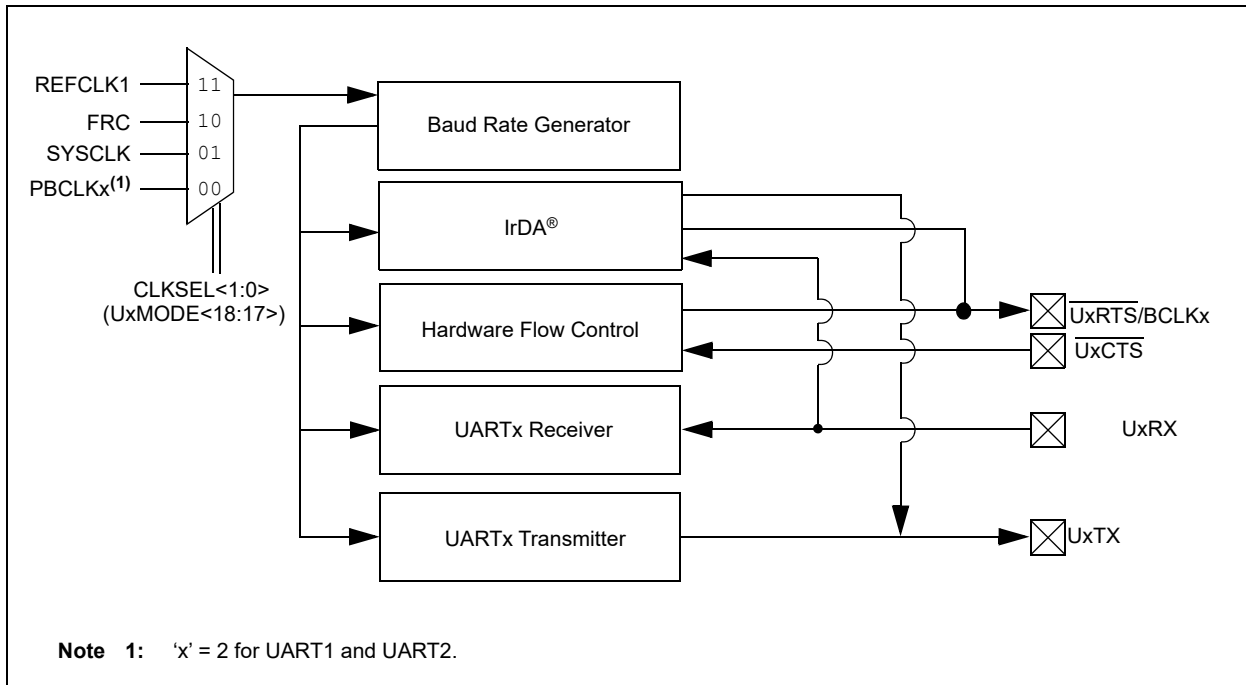 REFCLK1
FRC
SYSCLK
PBCLKx(1)
11
10
01
00
CLKSEL<1:0>
(UxMODE<18:17>)
Baud Rate Generator
IrDA®
Hardware Flow Control
UARTx Receiver
UARTx Transmitter
UxRTS/BCLKx
UxCTS
UxRX
UxTX
Note 1: ‘x’ = 2 for UART1 and UART2.